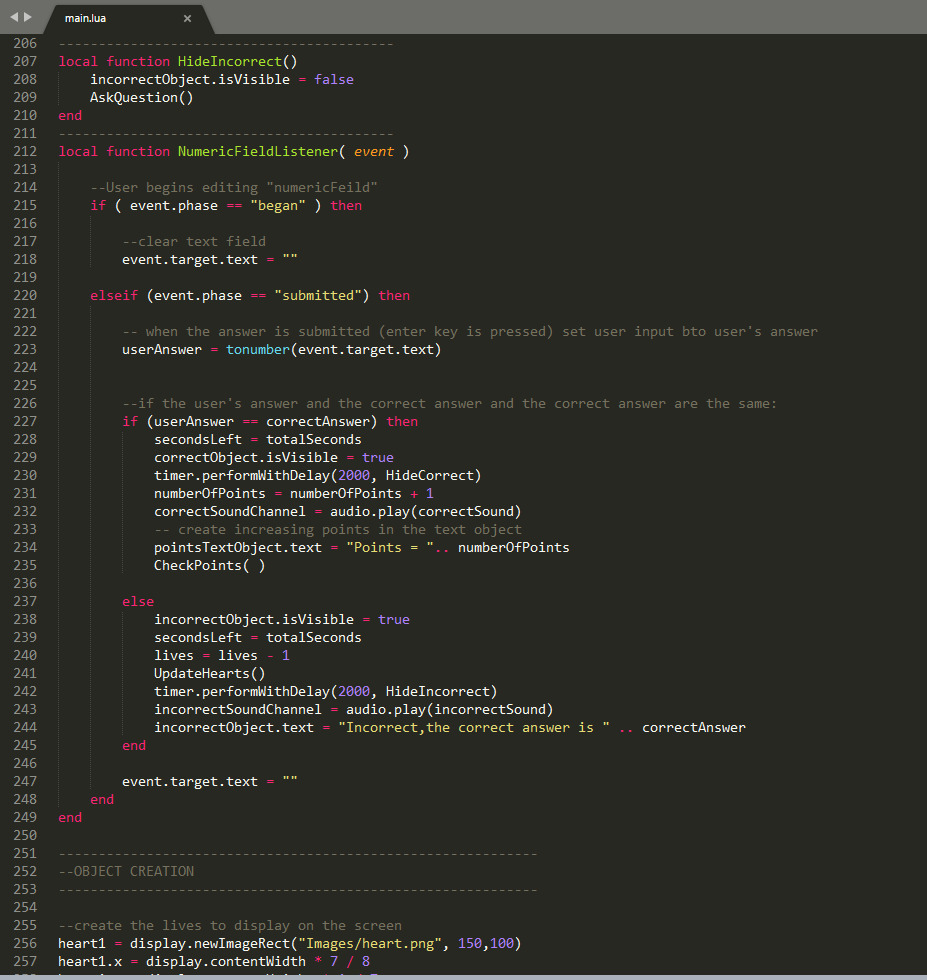 main.lua ×
206 ------------------------------------------
207 local function HideIncorrect()
208 incorrectObject.isVisible = false
209 AskQuestion()
210 end
211 ------------------------------------------
212 local function NumericFieldListener( event )
213
214 --User begins editing "numericFeild"
215 if ( event.phase == "began" ) then
216
217 --clear text field
218 event.target.text = ""
219
220 elseif (event.phase == "submitted") then
221
222 -- when the answer is submitted (enter key is pressed) set user input bto user's answer
223 userAnswer = tonumber(event.target.text)
224
225
226 --if the user's answer and the correct answer and the correct answer are the same:
227 if (userAnswer == correctAnswer) then
228 secondsLeft = totalSeconds
229 correctObject.isVisible = true
230 timer.performWithDelay(2000, HideCorrect)
231 numberOfPoints = numberOfPoints + 1
232 correctSoundChannel = audio.play(correctSound)
233 -- create increasing points in the text object
234 pointsTextObject.text = "Points = ".. numberOfPoints
235 CheckPoints( )
236
237 else
238 incorrectObject.isVisible = true
239 secondsLeft = totalSeconds
240 lives = lives - 1
241 UpdateHearts()
242 timer.performWithDelay(2000, HideIncorrect)
243 incorrectSoundChannel = audio.play(incorrectSound)
244 incorrectObject.text = "Incorrect,the correct answer is " .. correctAnswer
245 end
246
247 event.target.text = ""
248 end
249 end
250
251 ------------------------------------------------------------
252 --OBJECT CREATION
253 ------------------------------------------------------------
254
255 --create the lives to display on the screen
256 heart1 = display.newImageRect("Images/heart.png", 150,100)
257 heart1.x = display.contentWidth * 7 / 8